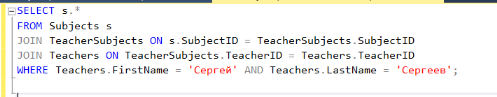 SELECT s.*
FROM Subjects s
JOIN TeacherSubjects ON s.SubjectID = TeacherSubjects.SubjectID
JOIN Teachers ON TeacherSubjects.TeacherID = Teachers.TeacherID
WHERE Teachers.FirstName = 'Сергей' AND Teachers.LastName = 'Сергеев';